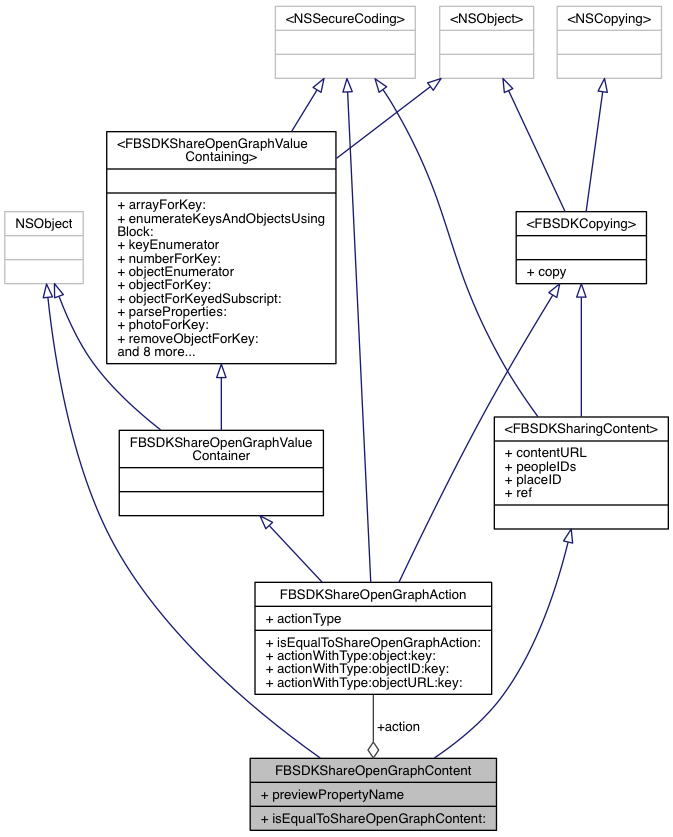 <NSSecureCoding>
<NSObject>
<NSCopying>
<FBSDKShareOpenGraphValue
Containing>
+ arrayForKey:
+ enumerateKeysAndObjectsUsing
Block:
+ keyEnumerator
+ numberForKey:
+ objectEnumerator
+ objectForKey:
+ objectForKeyedSubscript:
+ parseProperties:
+ photoForKey:
+ removeObjectForKey:
and 8 more...
NSObject
<FBSDKCopying>
+ copy
FBSDKShareOpenGraphValue
Container
<FBSDKSharingContent>
+ contentURL
+ peopleIDs
+ placeID
+ ref
FBSDKShareOpenGraphAction
+ actionType
+ isEqualToShareOpenGraphAction:
+ actionWithType:object:key:
+ actionWithType:objectID:key:
+ actionWithType:objectURL:key:
+action
FBSDKShareOpenGraphContent
+ previewPropertyName
+ isEqualToShareOpenGraphContent: